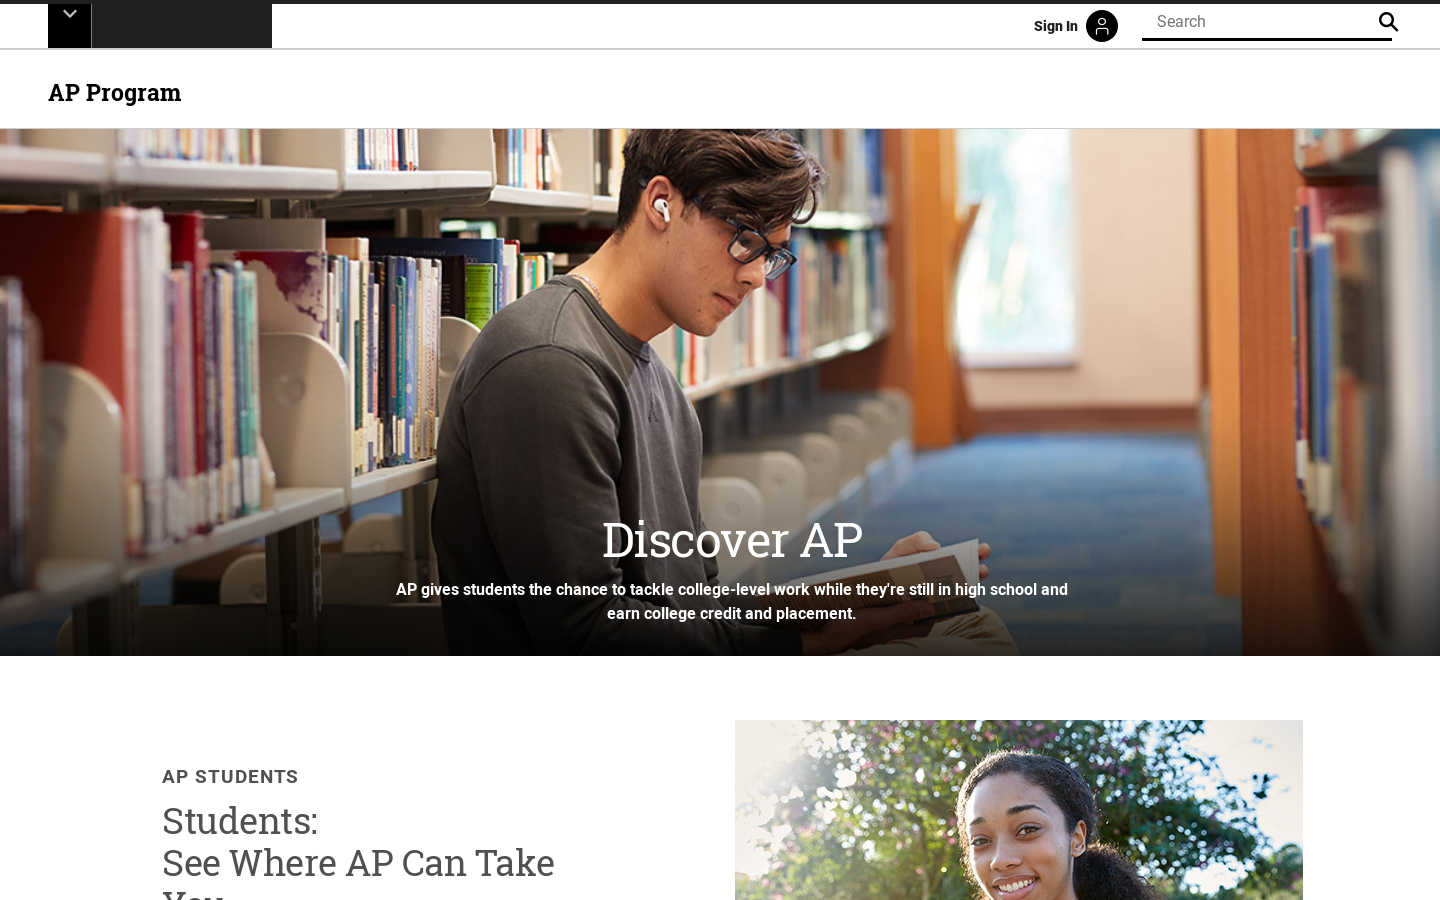 Sign In
Search
AP Program
Discover AP
AP gives students the chance to tackle college-level work while they're still in high school and
earn college credit and placement.
AP STUDENTS
Students:
See Where AP Can Take
You